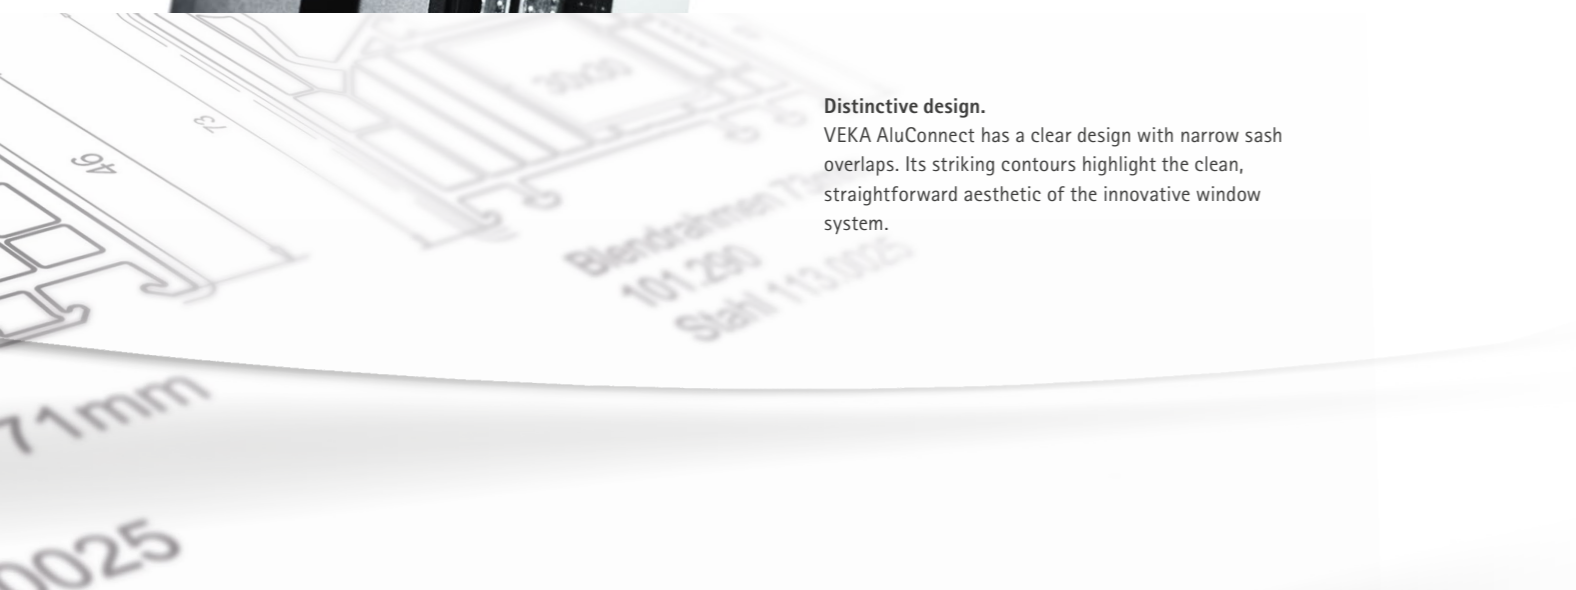 30x30
73
46
Distinctive design.
VEKA AluConnect has a clear design with narrow sash
overlaps. Its striking contours highlight the clean,
straightforward aesthetic of the innovative window
system.
Blendrahmen
101.290
Stahl 113.0025
71mm
0025